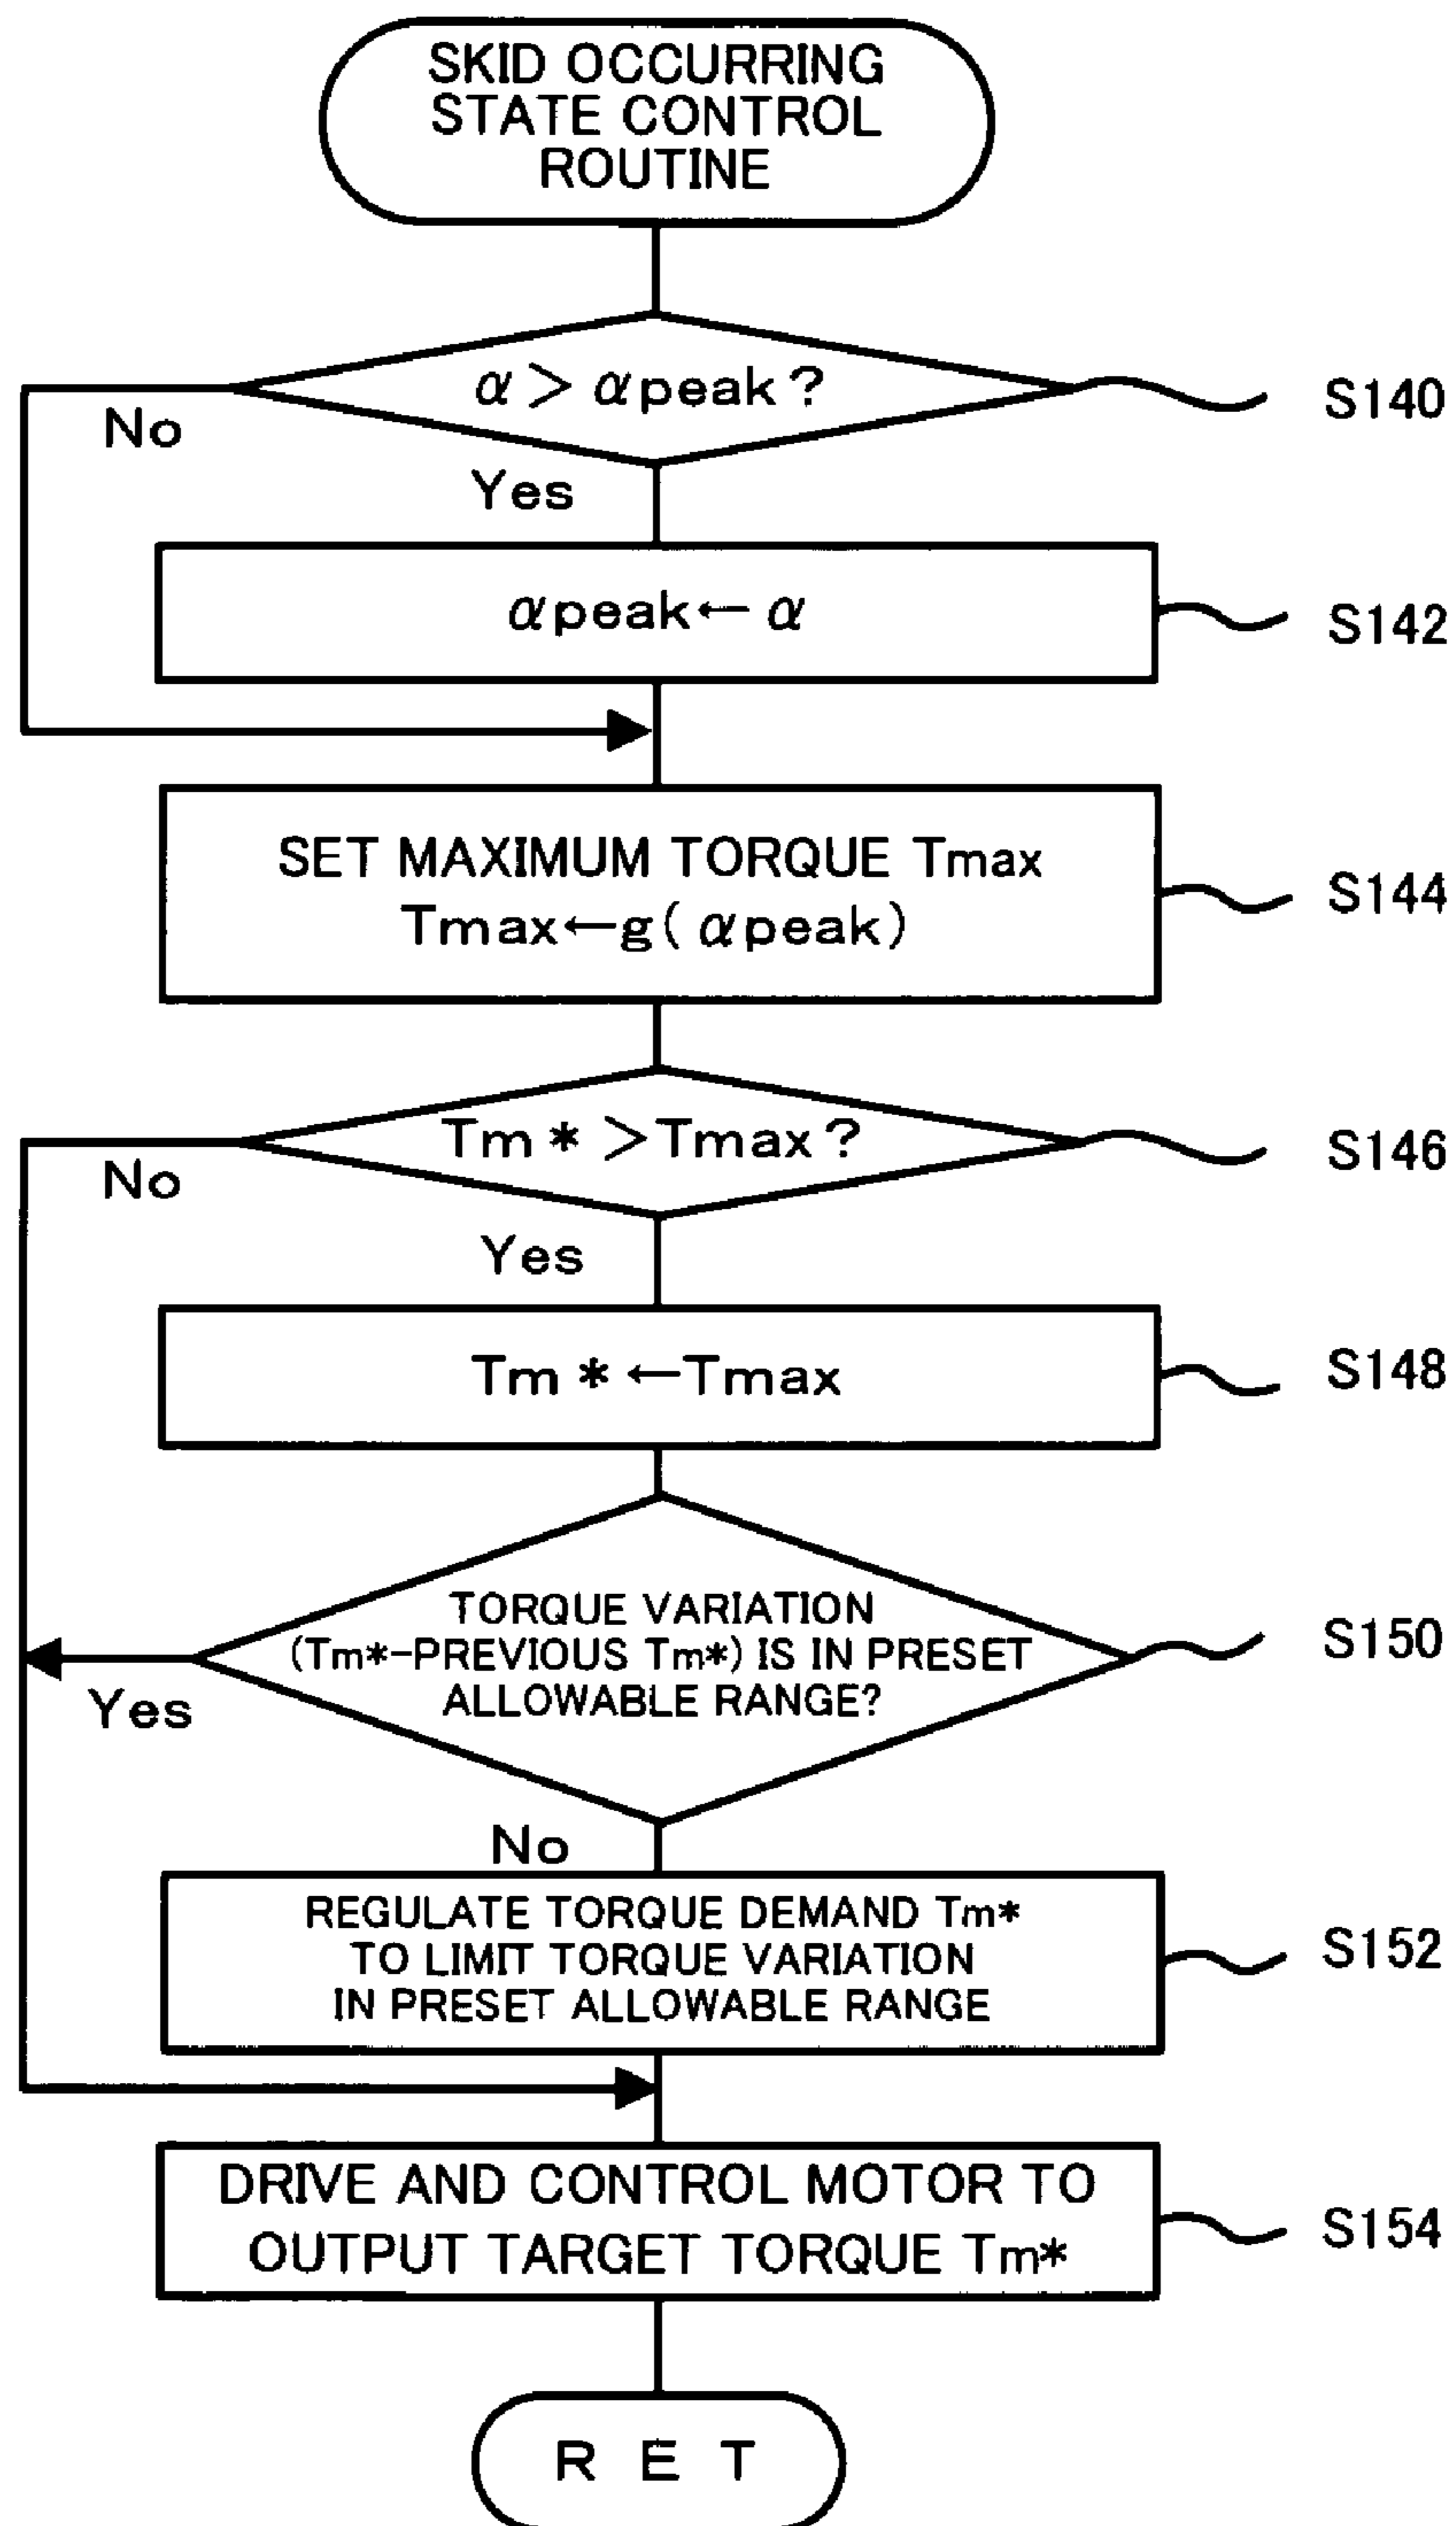 SKID OCCURRING
STATE CONTROL
ROUTINE
α > αpeak?
S140
No
Yes
αpeak←α
S142
SET MAXIMUM TORQUE Tmax
Tmax←g(αpeak)
S144
Tm*>Tmax?
S146
No
Yes
Tm*←Tmax
S148
TORQUE VARIATION
(Tm*-PREVIOUS Tm*) IS IN PRESET
ALLOWABLE RANGE?
S150
Yes
No
REGULATE TORQUE DEMAND Tm*
TO LIMIT TORQUE VARIATION
IN PRESET ALLOWABLE RANGE
S152
DRIVE AND CONTROL MOTOR TO
OUTPUT TARGET TORQUE Tm*
S154
RET